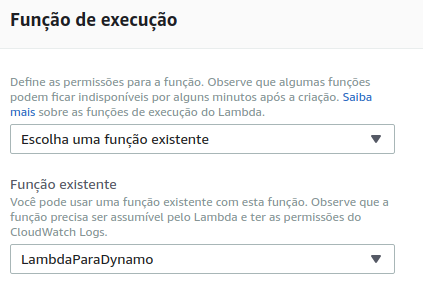 Função de execução
Define as permissões para a função. Observe que algumas funções
podem ficar indisponíveis por alguns minutos após a criação. Saiba
mais sobre as funções de execução do Lambda.
Escolha uma função existente
Função existente
Você pode usar uma função existente com esta função. Observe que a
função precisa ser assumível pelo Lambda e ter as permissões do
CloudWatch Logs.
LambdaParaDynamo